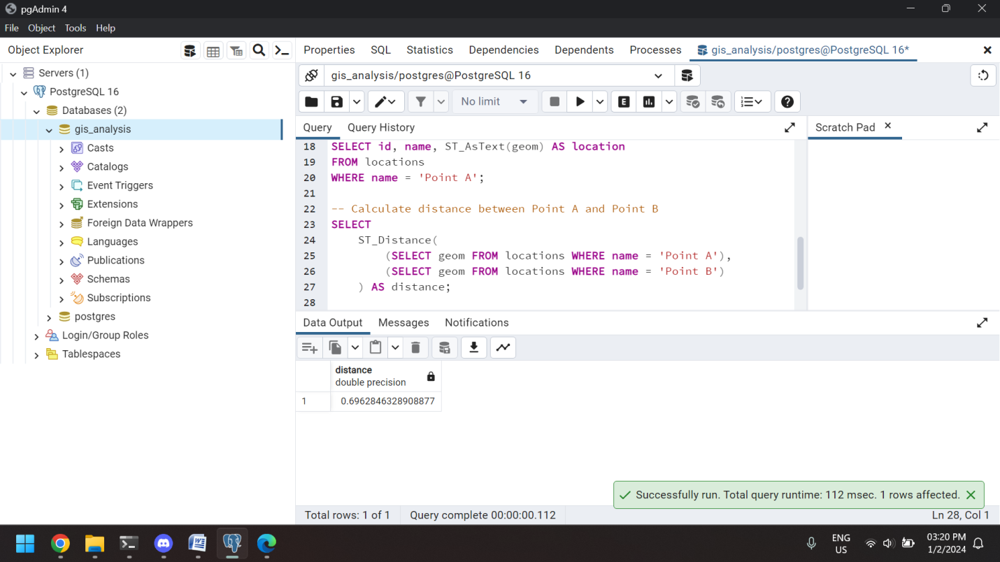 pgAdmin 4
File Object Tools Help
Object Explorer
Servers (1)
PostgreSQL 16
Databases (2)
gis_analysis
Casts
Catalogs
Event Triggers
Extensions
Foreign Data Wrappers
Languages
Publications
Schemas
Subscriptions
postgres
Login/Group Roles
Tablespaces
Properties SQL Statistics Dependencies Dependents Processes gis_analysis/postgres@PostgreSQL 16*
gis_analysis/postgres@PostgreSQL 16
No limit
E
Query Query History
Scratch Pad
18 SELECT id, name, ST_AsText(geom) AS location
19 FROM locations
20 WHERE name = 'Point A';
21
22 -- Calculate distance between Point A and Point B
23 SELECT
24 ST_Distance(
25 (SELECT geom FROM locations WHERE name = 'Point A'),
26 (SELECT geom FROM locations WHERE name = 'Point B')
27 ) AS distance;
28
Data Output Messages Notifications
distance
double precision
1 0.6962846328908877
Successfully run. Total query runtime: 112 msec. 1 rows affected.
Total rows: 1 of 1 Query complete 00:00:00.112 Ln 28, Col 1
ENG
US
03:20 PM
1/2/2024